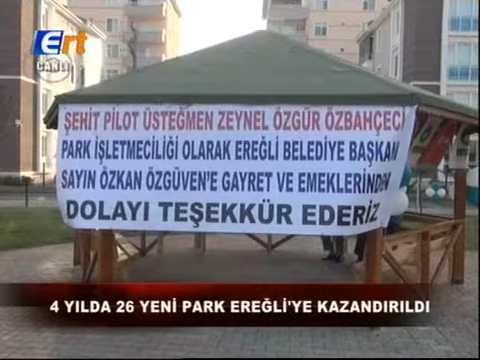 Ert
CANLI
ŞEHİT PİLOT ÜSTEĞMEN ZEYNEL ÖZGÜR ÖZBAHÇECİ
PARK İŞLETMECİLİĞİ OLARAK EREĞLİ BELEDİYE BAŞKAN
SAYIN ÖZKAN ÖZGÜVEN'E GAYRET VE EMEKLERİNDEN
DOLAYI TEŞEKKÜR EDERİZ
4 YILDA 26 YENİ PARK EREĞLİ'YE KAZANDIRILDI